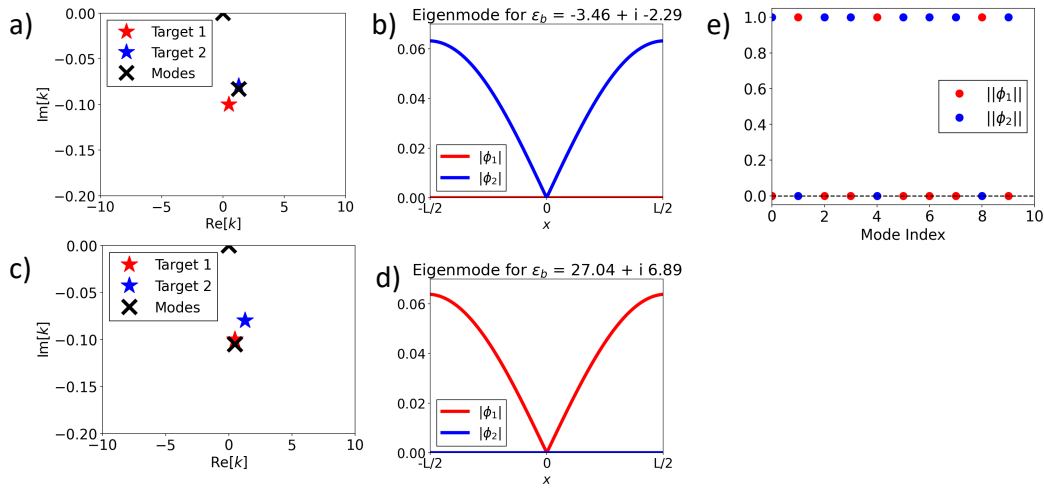 a)
0.00
−0.05
−0.10
−0.15
−0.20
Im[k]
Target 1
Target 2
Modes
−10 −5 0 5 10
Re[k]
b)
Eigenmode for ε_b = -3.46 + i -2.29
0.06
0.04
0.02
0.00
|ϕ₁|
|ϕ₂|
-L/2 0 L/2
x
e)
1.0
0.8
0.6
0.4
0.2
0.0
||ϕ₁||
||ϕ₂||
0 2 4 6 8 10
Mode Index
c)
0.00
−0.05
−0.10
−0.15
−0.20
Im[k]
Target 1
Target 2
Modes
−10 −5 0 5 10
Re[k]
d)
Eigenmode for ε_b = 27.04 + i 6.89
0.06
0.04
0.02
0.00
|ϕ₁|
|ϕ₂|
-L/2 0 L/2
x